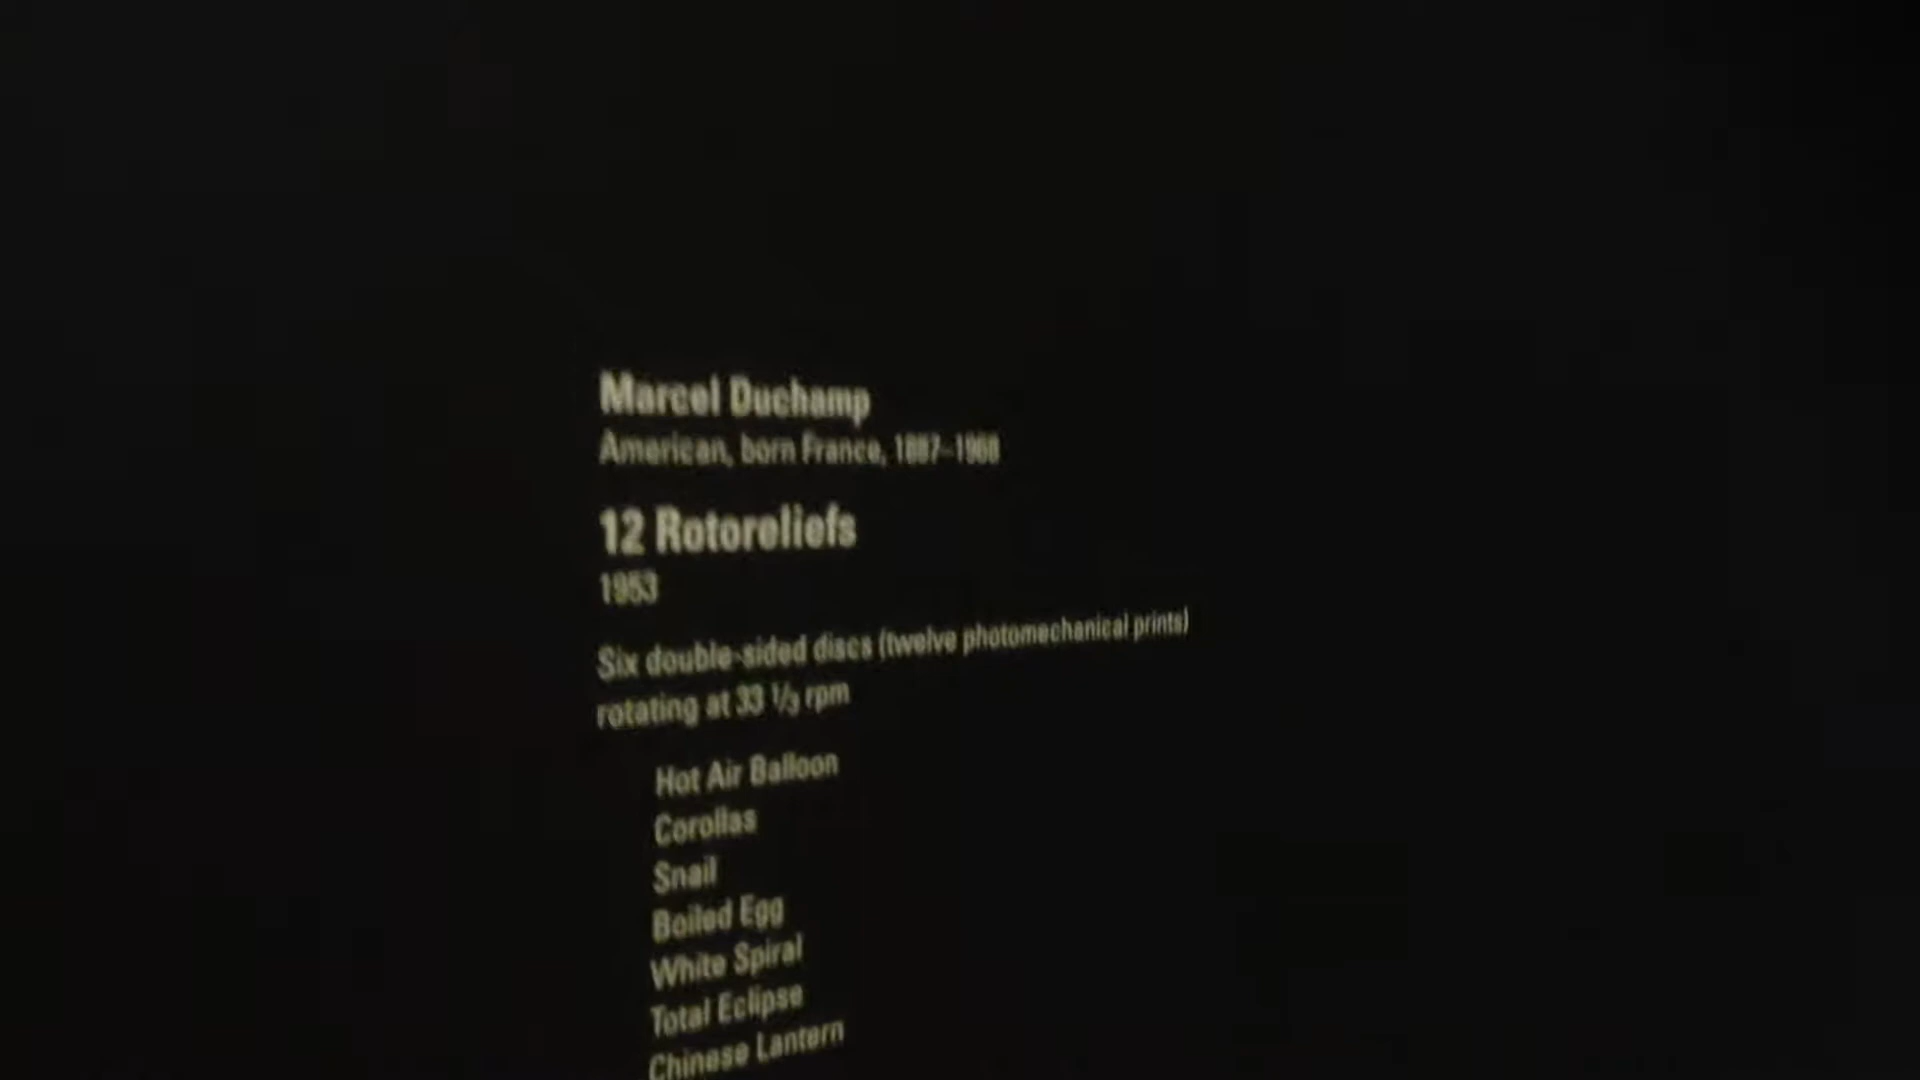 Marcel Duchamp
American, born France, 1887–1968
12 Rotoreliefs
1953
Six double-sided discs (twelve photomechanical prints)
rotating at 33 1/3 rpm
Hot Air Balloon
Corollas
Snail
Boiled Egg
White Spiral
Total Eclipse
Chinese Lantern